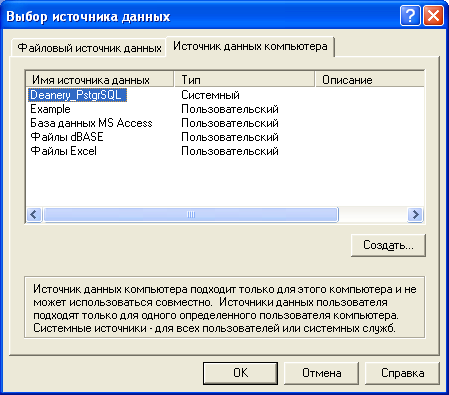 Выбор источника данных
Файловый источник данных Источник данных компьютера
Имя источника данных Тип Описание
Deanery_PstgrSQL Системный
Example Пользовательский
База данных MS Access Пользовательский
Файлы dBASE Пользовательский
Файлы Excel Пользовательский
Создать...
Источник данных компьютера подходит только для этого компьютера и не
может использоваться совместно. Источники данных пользователя
подходят только для одного определенного пользователя компьютера.
Системные источники - для всех пользователей или системных служб.
OK Отмена Справка